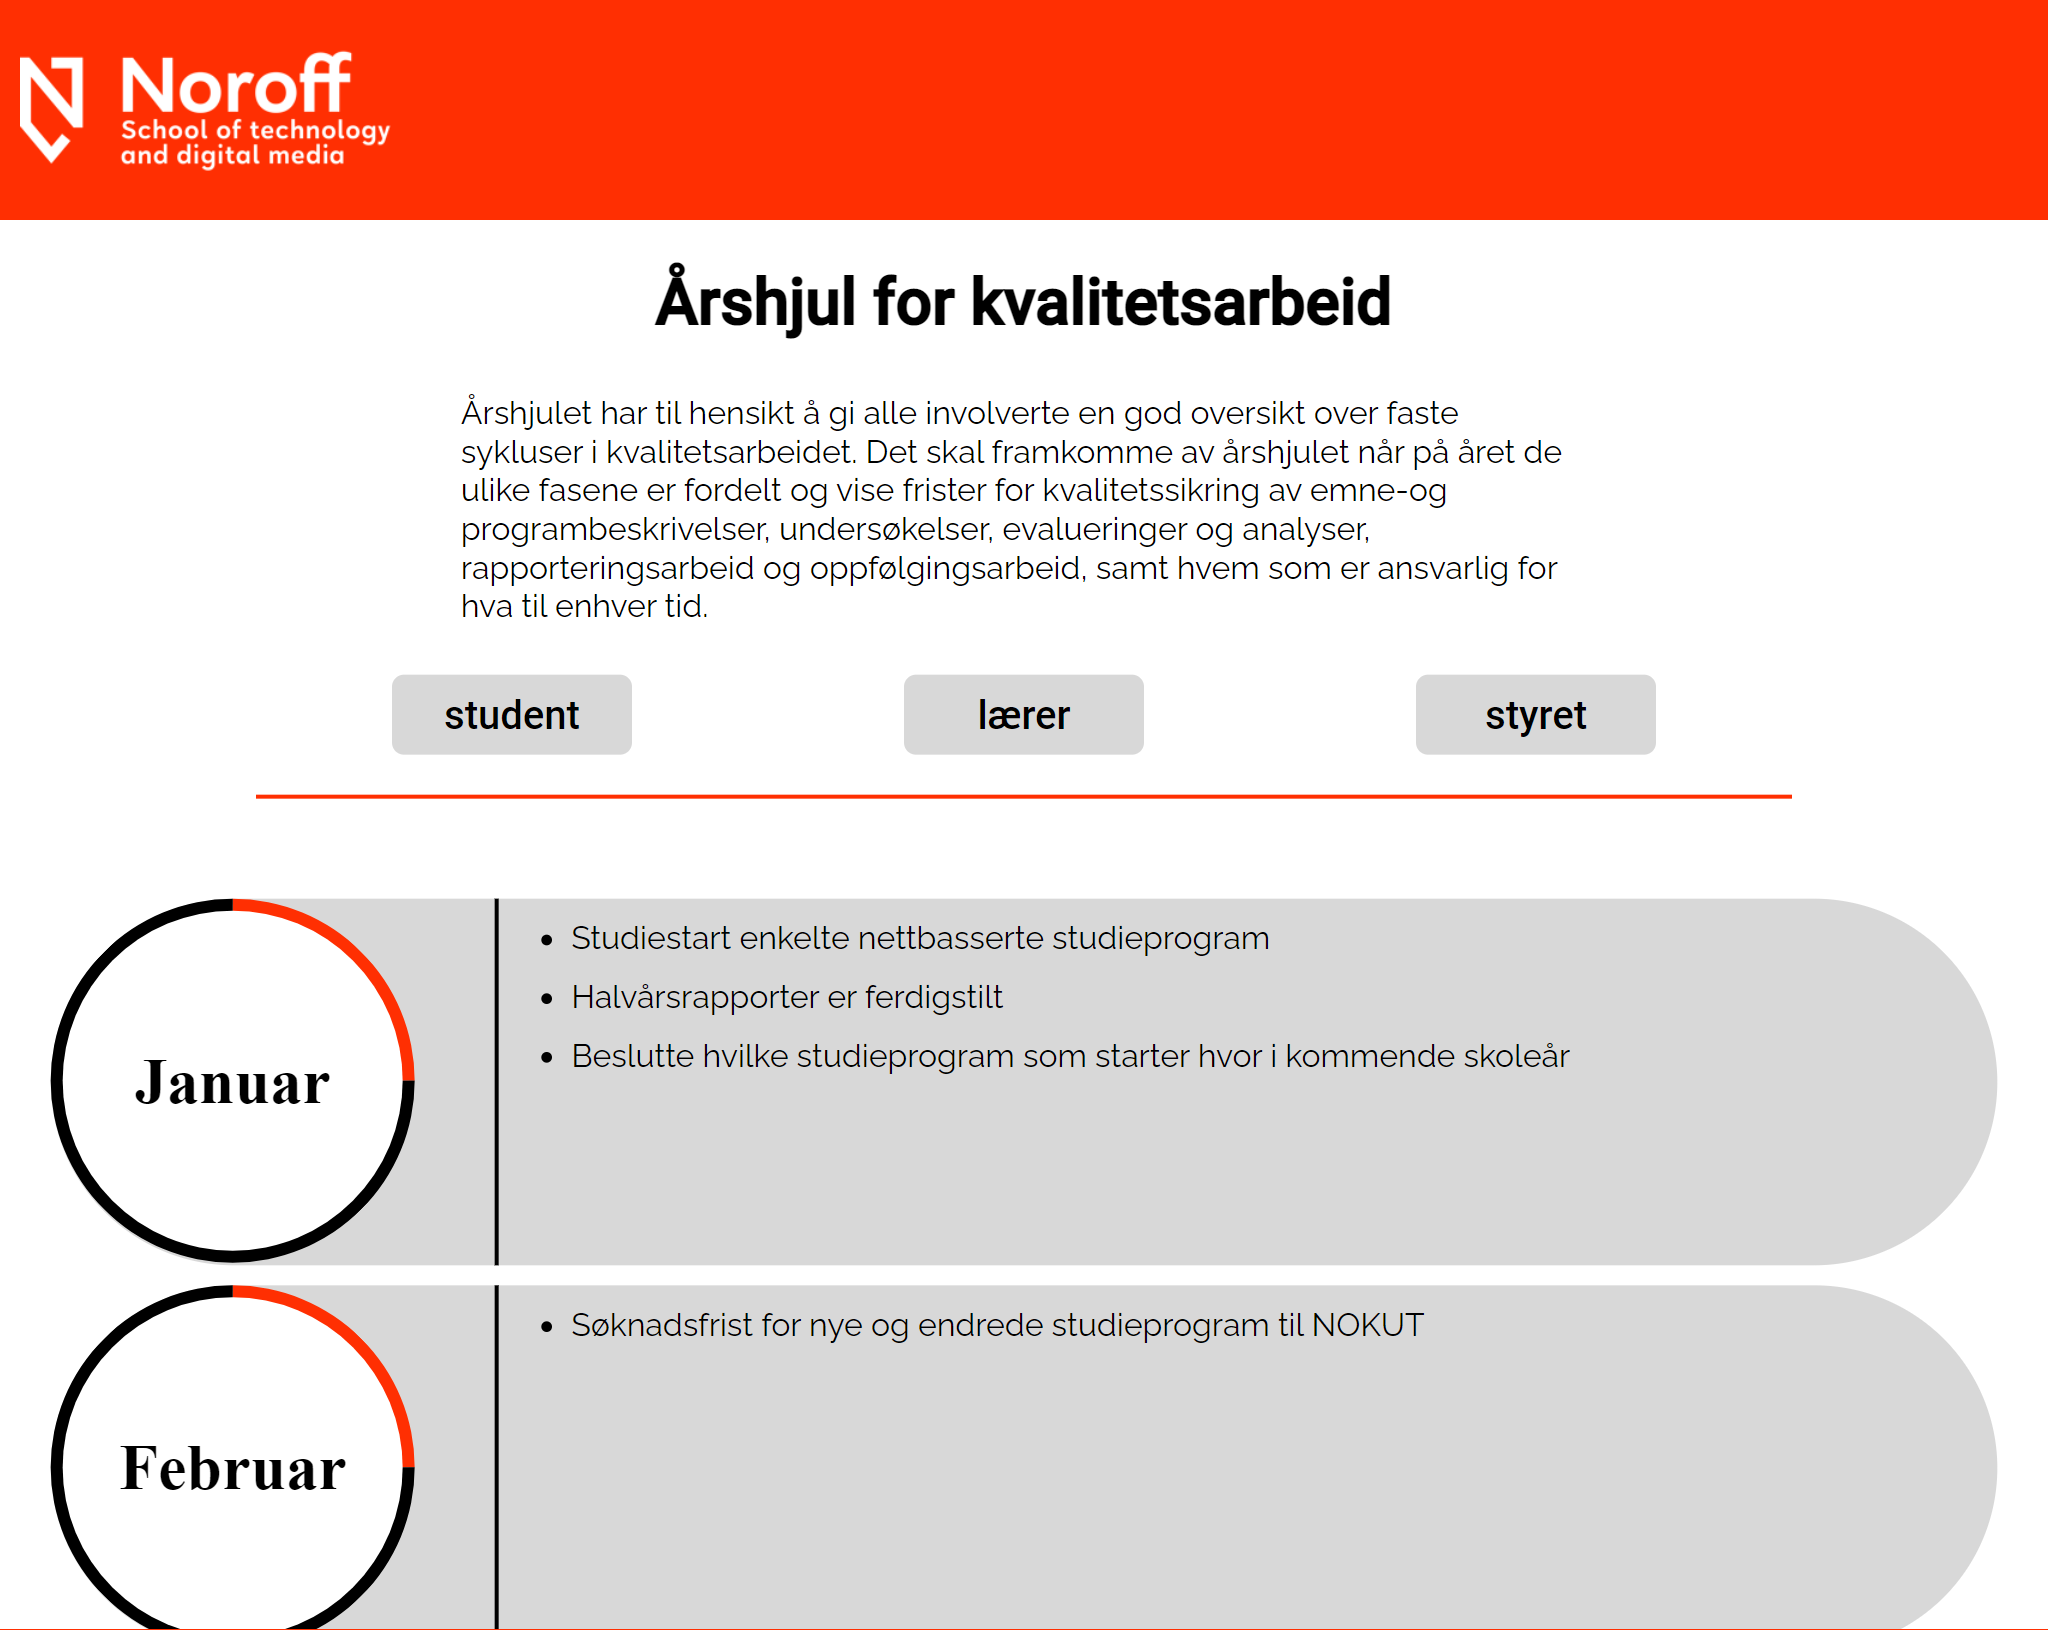 Noroff
School of technology
and digital media
Årshjul for kvalitetsarbeid
Årshjulet har til hensikt å gi alle involverte en god oversikt over faste
sykluser i kvalitetsarbeidet. Det skal framkomme av årshjulet når på året de
ulike fasene er fordelt og vise frister for kvalitetssikring av emne-og
programbeskrivelser, undersøkelser, evalueringer og analyser,
rapporteringsarbeid og oppfølgingsarbeid, samt hvem som er ansvarlig for
hva til enhver tid.
student
lærer
styret
Januar
• Studiestart enkelte nettbasserte studieprogram
• Halvårsrapporter er ferdigstilt
• Beslutte hvilke studieprogram som starter hvor i kommende skoleår
Februar
• Søknadsfrist for nye og endrede studieprogram til NOKUT